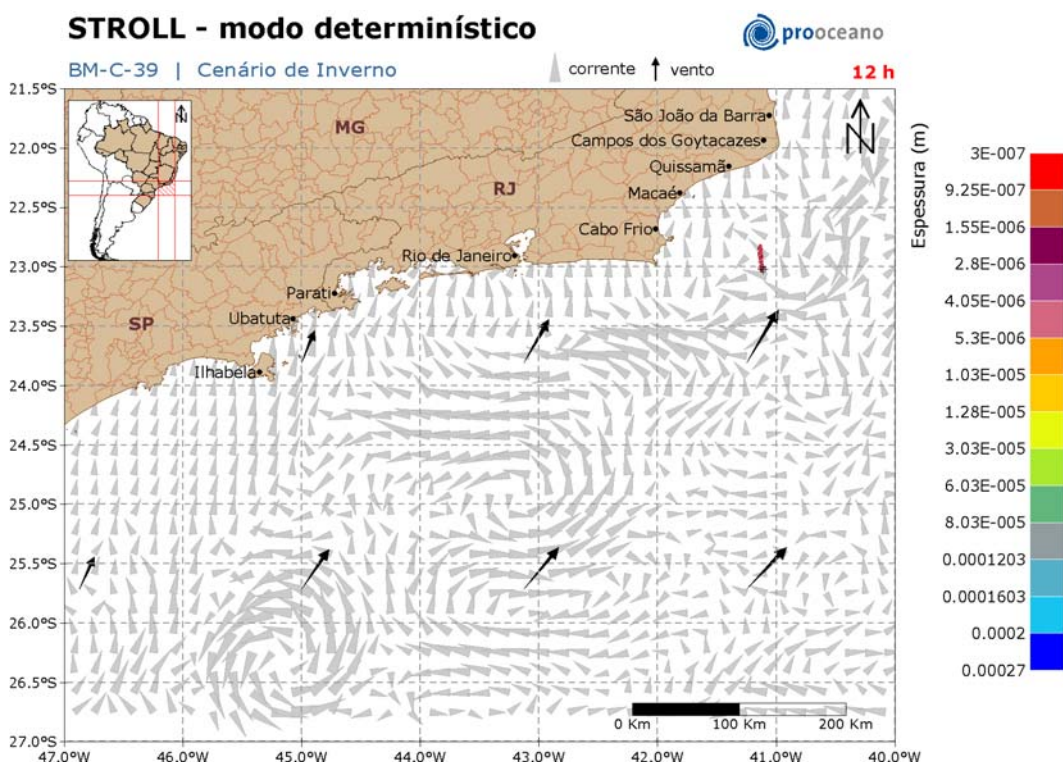 STROLL - modo determinístico
prooceano
BM-C-39 | Cenário de Inverno
corrente
vento
12 h
21.5°S
22.0°S
22.5°S
23.0°S
23.5°S
24.0°S
24.5°S
25.0°S
25.5°S
26.0°S
26.5°S
27.0°S
N
MG
RJ
SP
São João da Barra
Campos dos Goytacazes
Quissamã
Macaé
Cabo Frio
Rio de Janeiro
Parati
Ubatuta
Ilhabela
N
0 Km
100 Km
200 Km
47.0°W
46.0°W
45.0°W
44.0°W
43.0°W
42.0°W
41.0°W
40.0°W
Espessura (m)
3E-007
9.25E-007
1.55E-006
2.8E-006
4.05E-006
5.3E-006
1.03E-005
1.28E-005
3.03E-005
6.03E-005
8.03E-005
0.0001203
0.0001603
0.0002
0.00027